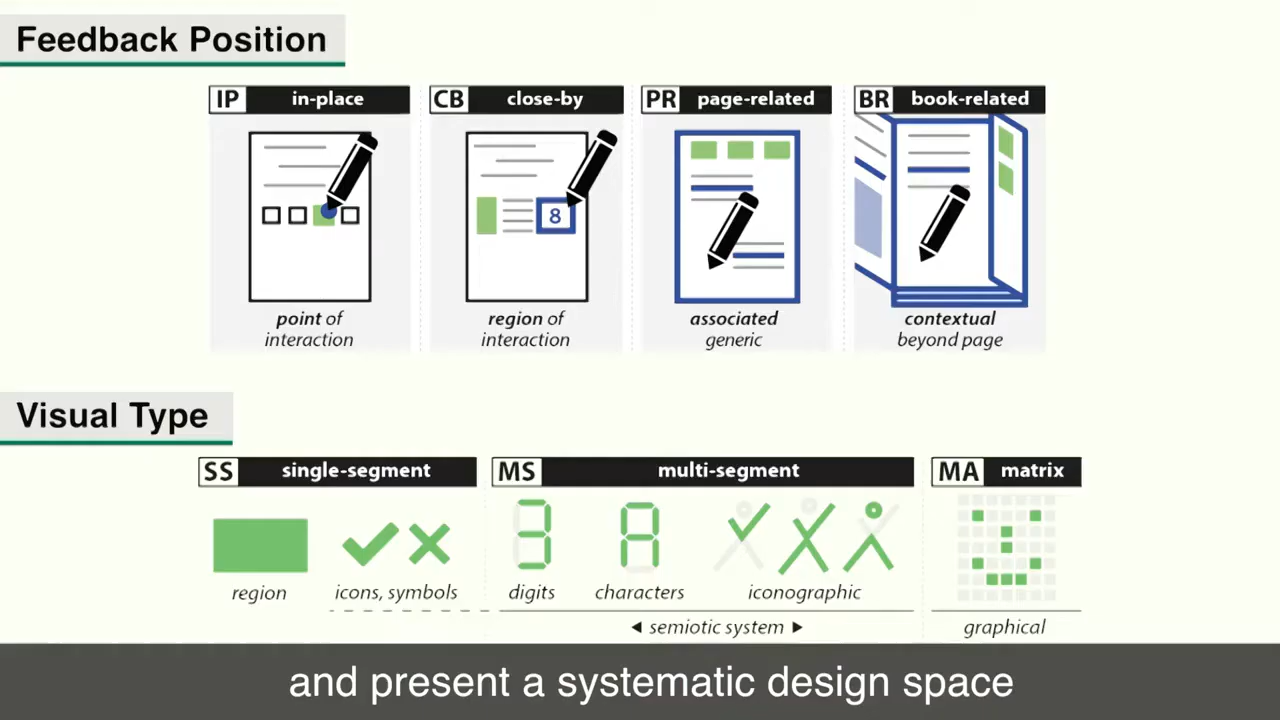 Feedback Position
IP in-place
CB close-by
PR page-related
BR book-related
8
point of
interaction
region of
interaction
associated
generic
contextual
beyond page
Visual Type
SS single-segment
MS multi-segment
MA matrix
3
A
region
icons, symbols
digits
characters
iconographic
◄ semiotic system ►
graphical
and present a systematic design space